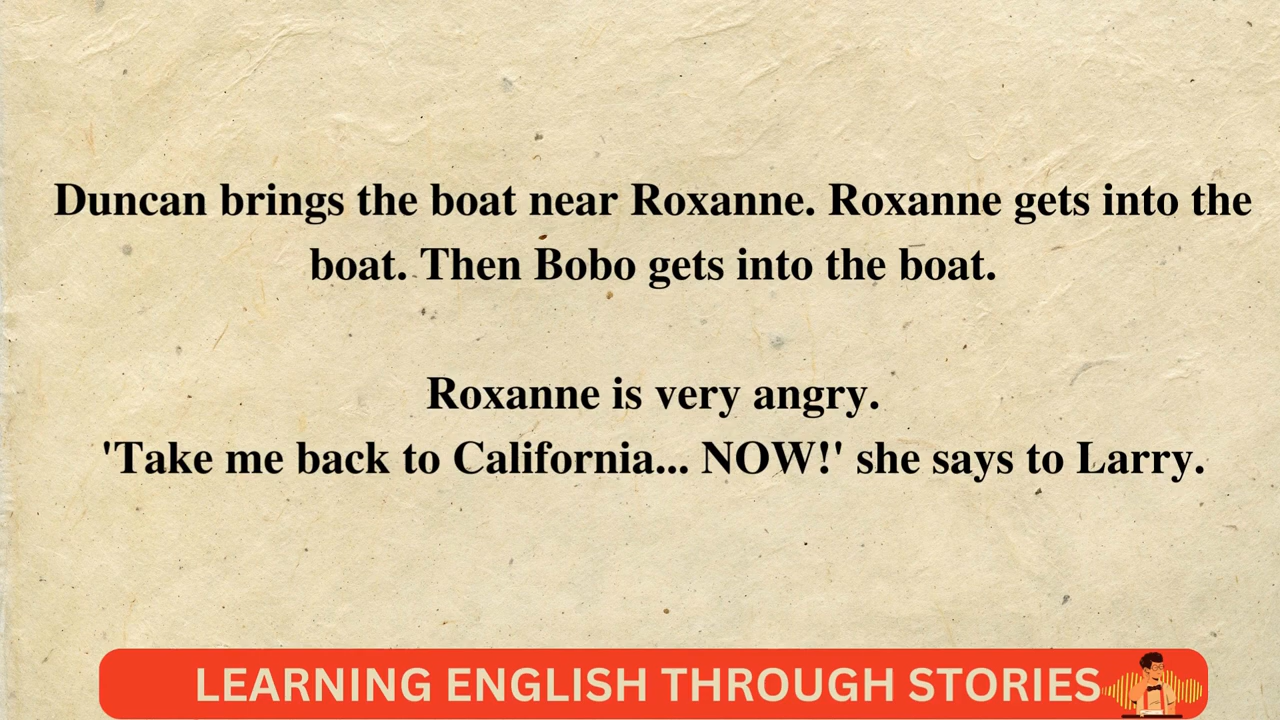 Duncan brings the boat near Roxanne. Roxanne gets into the
boat. Then Bobo gets into the boat.
Roxanne is very angry.
'Take me back to California... NOW!' she says to Larry.
LEARNING ENGLISH THROUGH STORIES